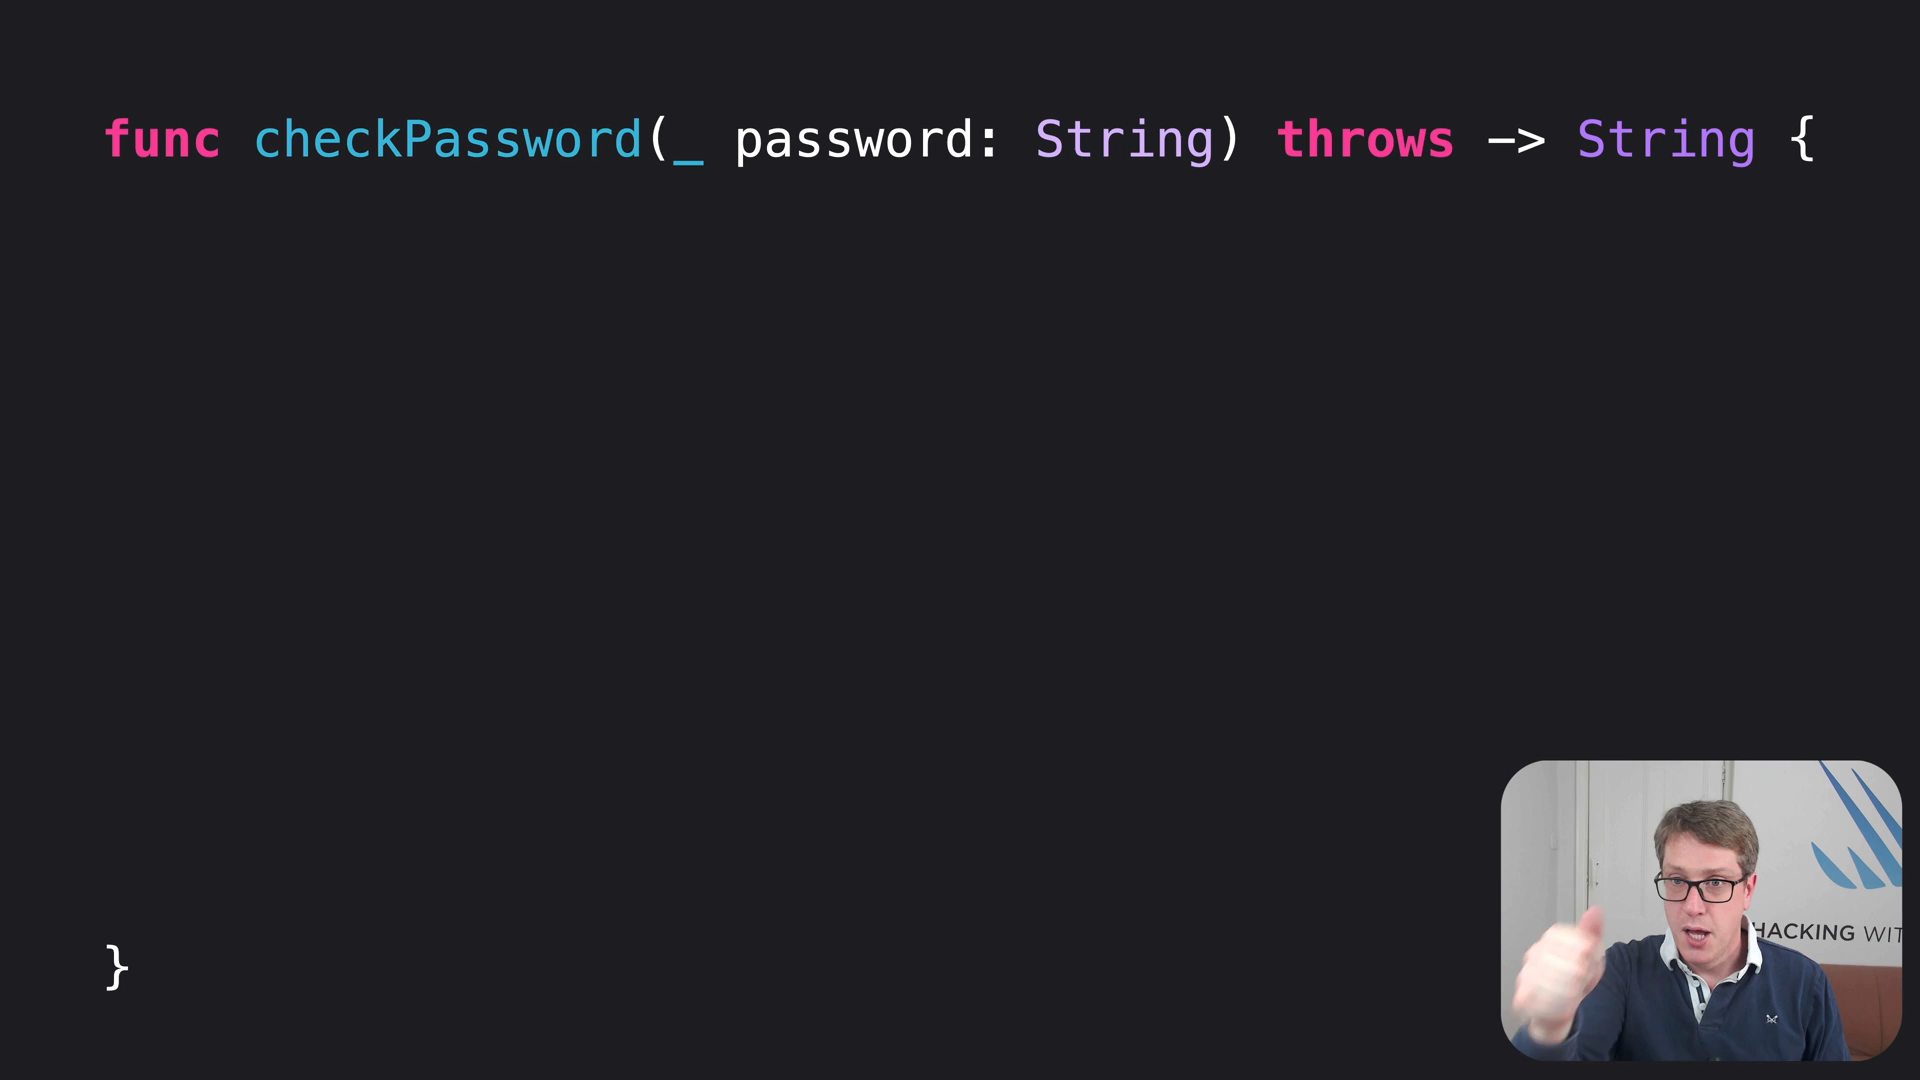 func checkPassword(_ password: String) throws -> String {
}
HACKING WIT